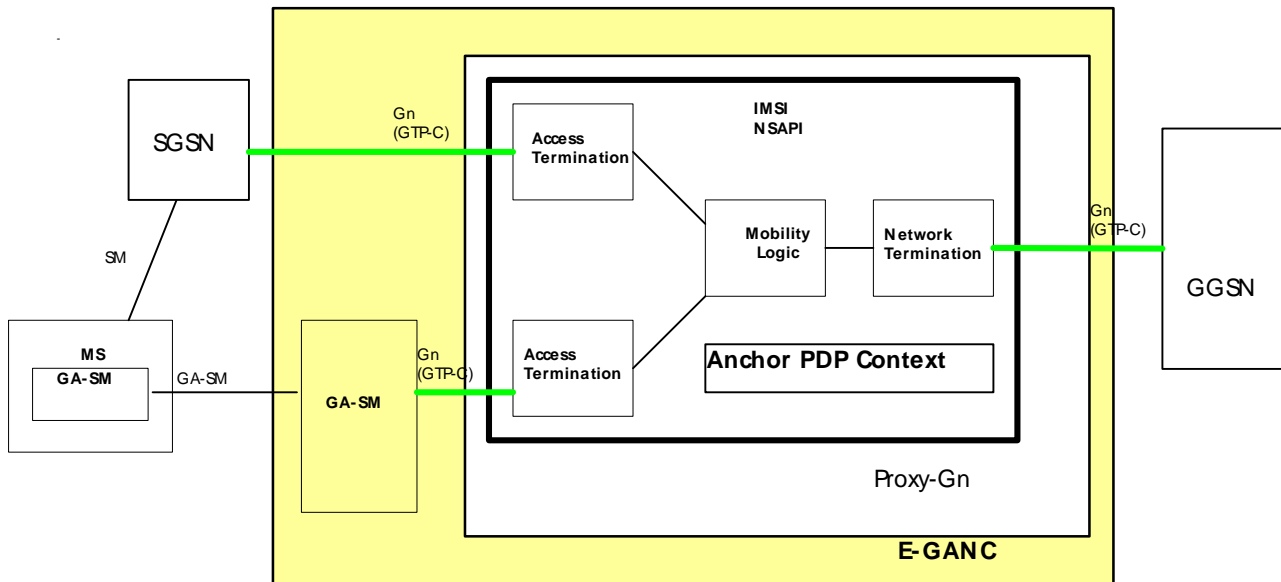 SGSN
Gn
(GTP-C)
Access
Termination
IMSI
NSAPI
Gn
(GTP-C)
Mobility
Logic
Network
Termination
GGSN
SM
MS
GA-SM
GA-SM
GA-SM
Gn
(GTP-C)
Access
Termination
Anchor PDP Context
Proxy-Gn
E-GANC